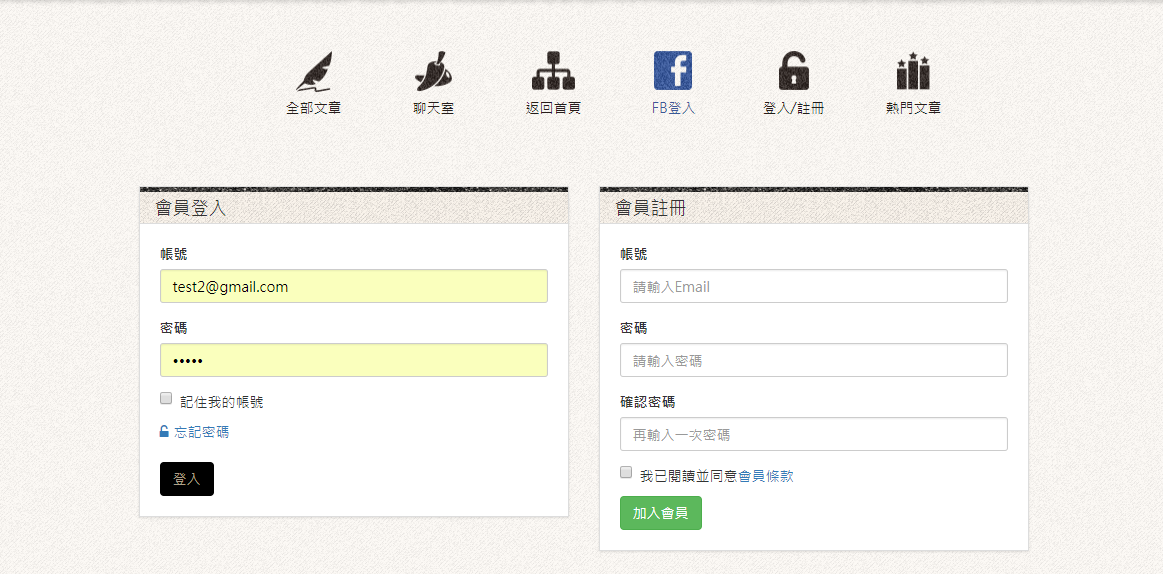 全部文章 聊天室 返回首頁 FB登入 登入/註冊 熱門文章
會員登入
帳號
test2@gmail.com
密碼
•••••
記住我的帳號
忘記密碼
登入
會員註冊
帳號
請輸入Email
密碼
請輸入密碼
確認密碼
再輸入一次密碼
我已閱讀並同意會員條款
加入會員